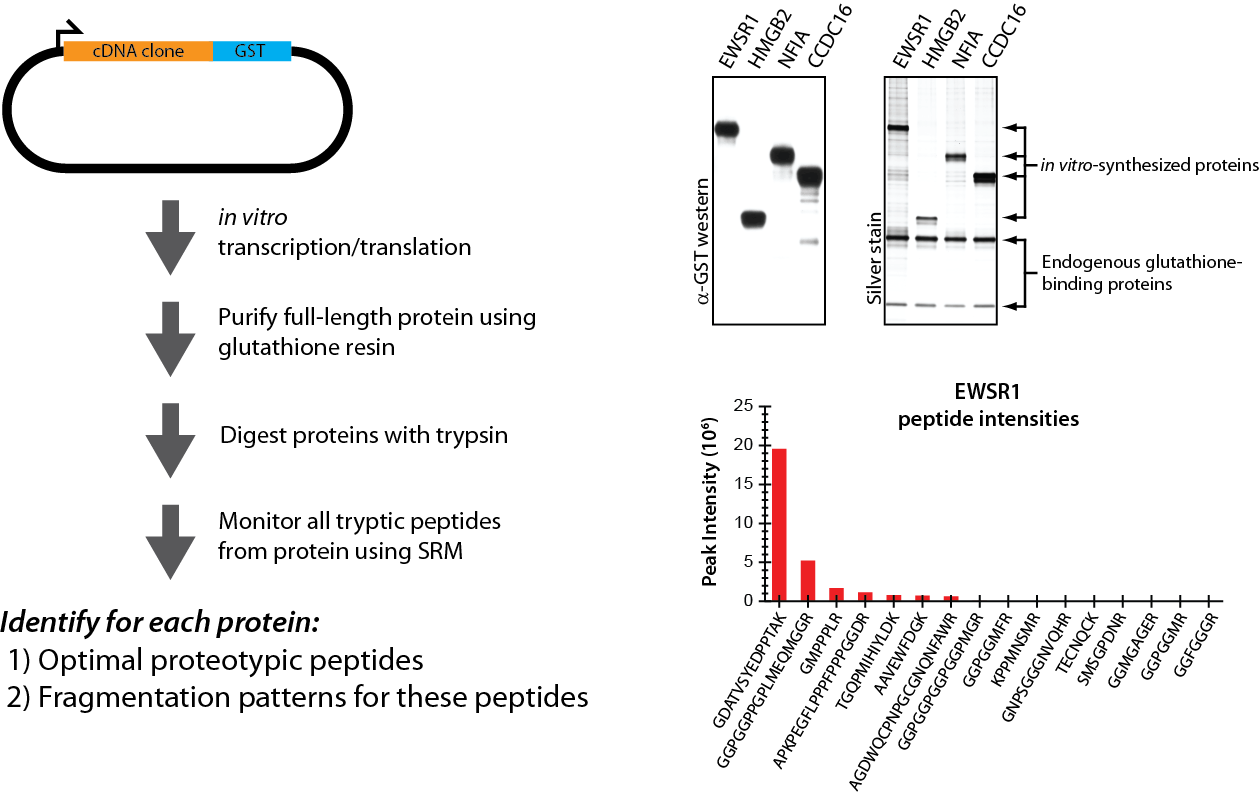 cDNA clone GST
in vitro
transcription/translation
Purify full-length protein using
glutathione resin
Digest proteins with trypsin
Monitor all tryptic peptides
from protein using SRM
Identify for each protein:
1) Optimal proteotypic peptides
2) Fragmentation patterns for these peptides
EWSR1
HMGB2
NFIA
CCDC16
α-GST western
EWSR1
HMGB2
NFIA
CCDC16
Silver stain
in vitro-synthesized proteins
Endogenous glutathione-
binding proteins
EWSR1
peptide intensities
Peak Intensity (10⁶)
25
20
15
10
5
0
GDATVSYEDPPTAK
GGPGGPPGPLMEQMGGR
GMPPPLR
APKPEGFLPPPFPPPGGDR
TGQPMIHIYLDK
AAVEWFDGK
AGDWQCPNPGCGNQNFAWR
GGPGGPGGPGGPMGR
GGPGGMFR
KPPMNSMR
GNPSGGGNVQHR
TECNQCK
SMSGPDNR
GGMGAGER
GGPGGMR
GGFGGGR